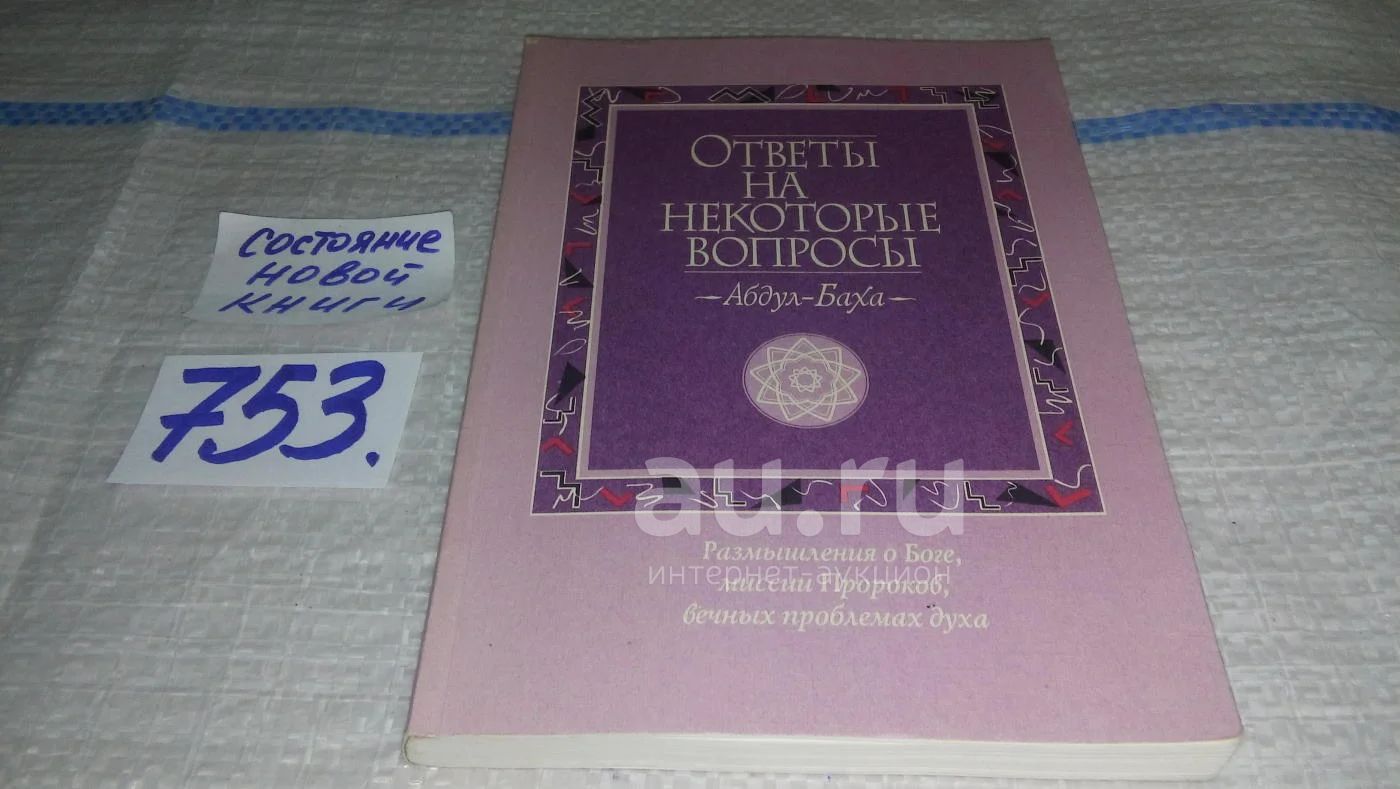 Состояние
новой
книги
753.
Ответы
на
некоторые
вопросы
Абдул-Баха
au.ru
интернет-аукцион
Размышления о Боге,
миссии Пророков,
вечных проблемах духа